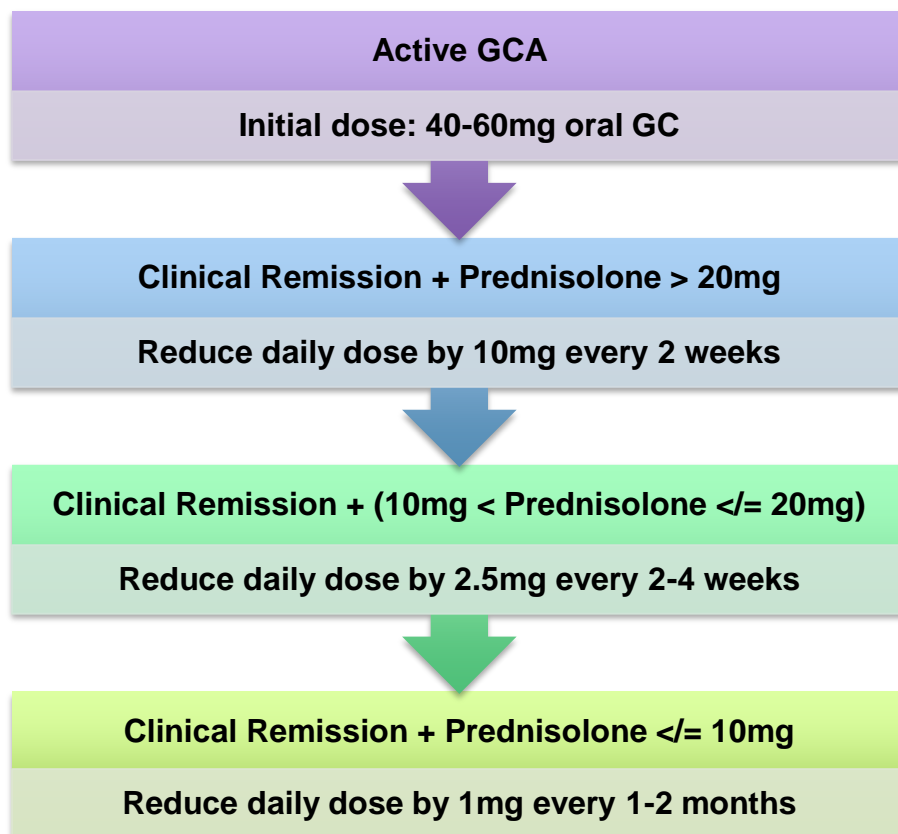 Active GCA
Initial dose: 40-60mg oral GC
Clinical Remission + Prednisolone > 20mg
Reduce daily dose by 10mg every 2 weeks
Clinical Remission + (10mg < Prednisolone </= 20mg)
Reduce daily dose by 2.5mg every 2-4 weeks
Clinical Remission + Prednisolone </= 10mg
Reduce daily dose by 1mg every 1-2 months